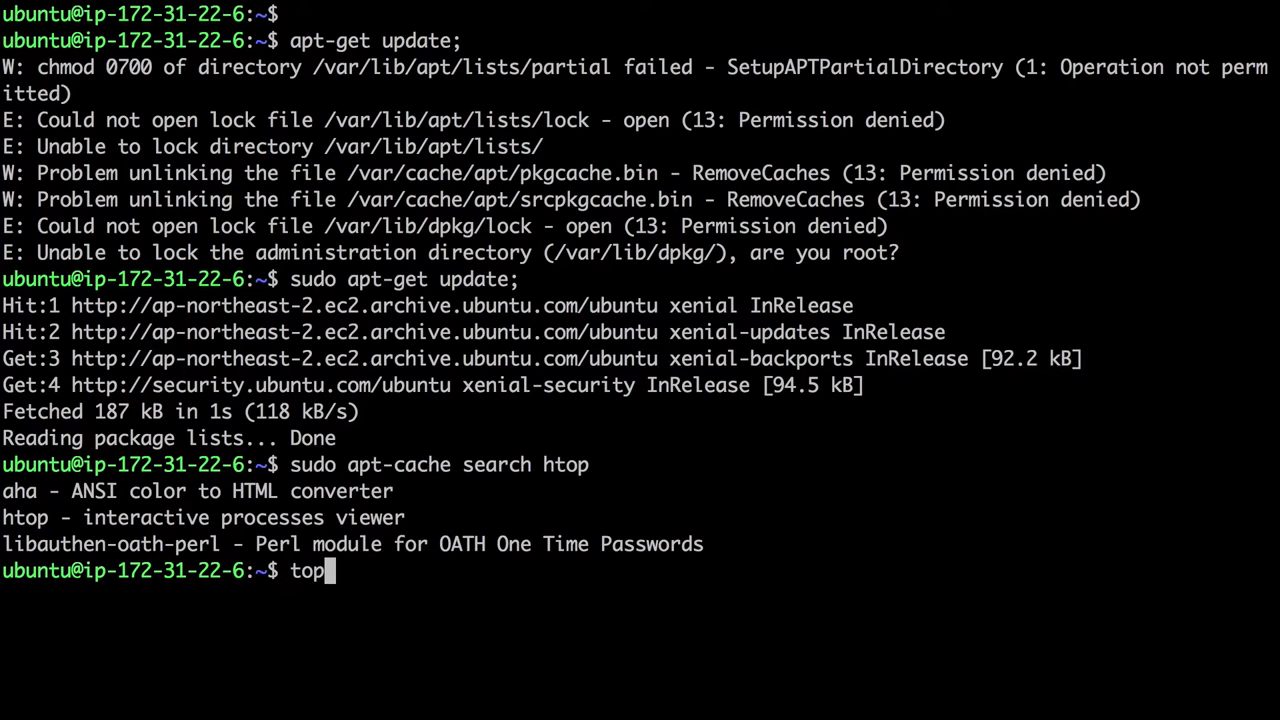 ubuntu@ip-172-31-22-6:~$
ubuntu@ip-172-31-22-6:~$ apt-get update;
W: chmod 0700 of directory /var/lib/apt/lists/partial failed - SetupAPTPartialDirectory (1: Operation not perm
itted)
E: Could not open lock file /var/lib/apt/lists/lock - open (13: Permission denied)
E: Unable to lock directory /var/lib/apt/lists/
W: Problem unlinking the file /var/cache/apt/pkgcache.bin - RemoveCaches (13: Permission denied)
W: Problem unlinking the file /var/cache/apt/srcpkgcache.bin - RemoveCaches (13: Permission denied)
E: Could not open lock file /var/lib/dpkg/lock - open (13: Permission denied)
E: Unable to lock the administration directory (/var/lib/dpkg/), are you root?
ubuntu@ip-172-31-22-6:~$ sudo apt-get update;
Hit:1 http://ap-northeast-2.ec2.archive.ubuntu.com/ubuntu xenial InRelease
Hit:2 http://ap-northeast-2.ec2.archive.ubuntu.com/ubuntu xenial-updates InRelease
Get:3 http://ap-northeast-2.ec2.archive.ubuntu.com/ubuntu xenial-backports InRelease [92.2 kB]
Get:4 http://security.ubuntu.com/ubuntu xenial-security InRelease [94.5 kB]
Fetched 187 kB in 1s (118 kB/s)
Reading package lists... Done
ubuntu@ip-172-31-22-6:~$ sudo apt-cache search htop
aha - ANSI color to HTML converter
htop - interactive processes viewer
libauthen-oath-perl - Perl module for OATH One Time Passwords
ubuntu@ip-172-31-22-6:~$ top